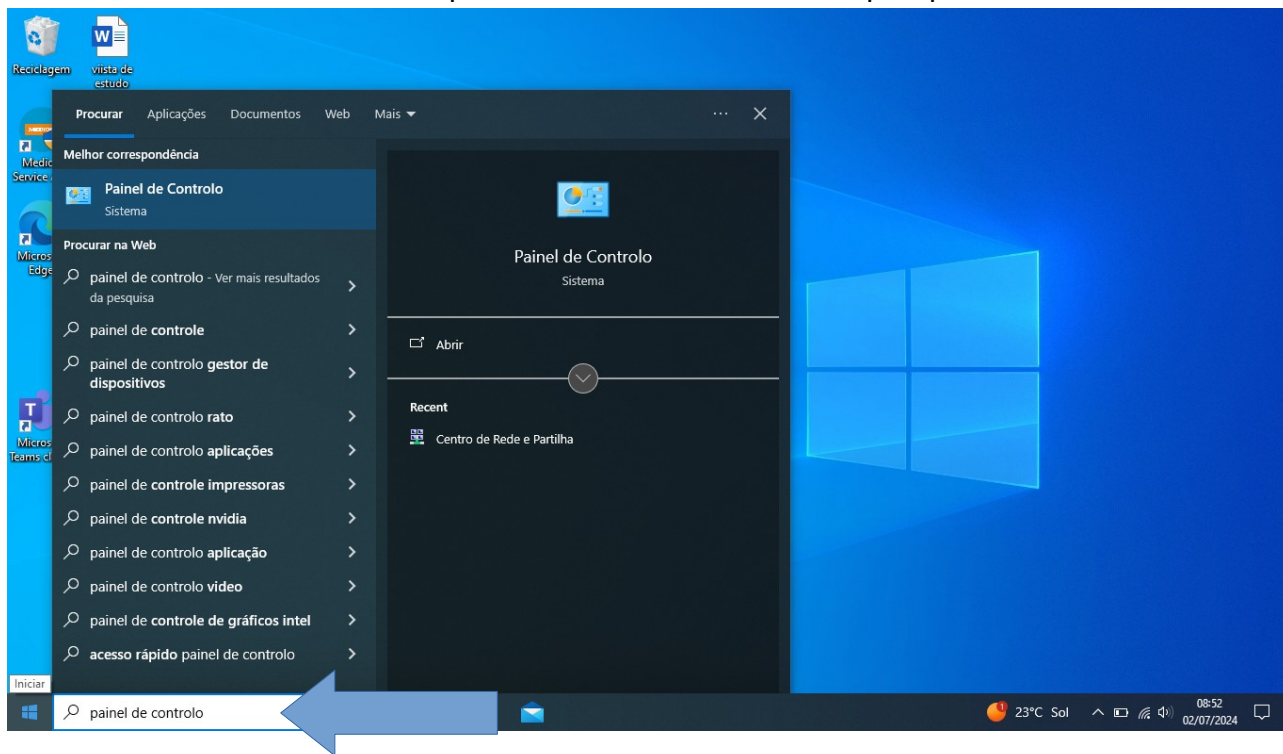 Reciclagem
viista de
estudo
Medic
Service
Micros
Edge
Micros
Teams cl
Procurar Aplicações Documentos Web Mais
Melhor correspondência
Painel de Controlo
Sistema
Procurar na Web
painel de controlo - Ver mais resultados
da pesquisa
painel de controle
painel de controlo gestor de
dispositivos
painel de controlo rato
painel de controlo aplicações
painel de controle impressoras
painel de controle nvidia
painel de controlo aplicação
painel de controlo video
painel de controle de gráficos intel
acesso rápido painel de controlo
Painel de Controlo
Sistema
Abrir
Recent
Centro de Rede e Partilha
Iniciar
painel de controlo
1
23°C Sol
08:52
02/07/2024